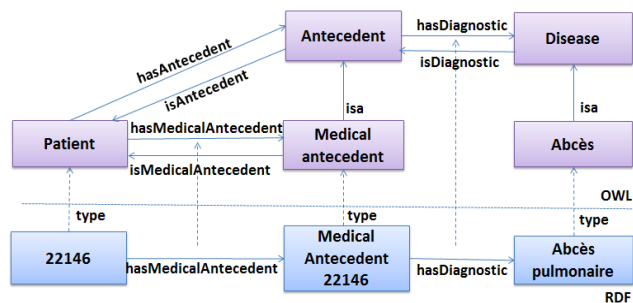 Antecedent
hasDiagnostic
Disease
hasAntecedent
isAntecedent
isDiagnostic
isa
isa
Patient
hasMedicalAntecedent
Medical
antecedent
isMedicalAntecedent
Abcès
OWL
type
type
type
22146
hasMedicalAntecedent
Medical
Antecedent
22146
hasDiagnostic
Abcès
pulmonaire
RDF